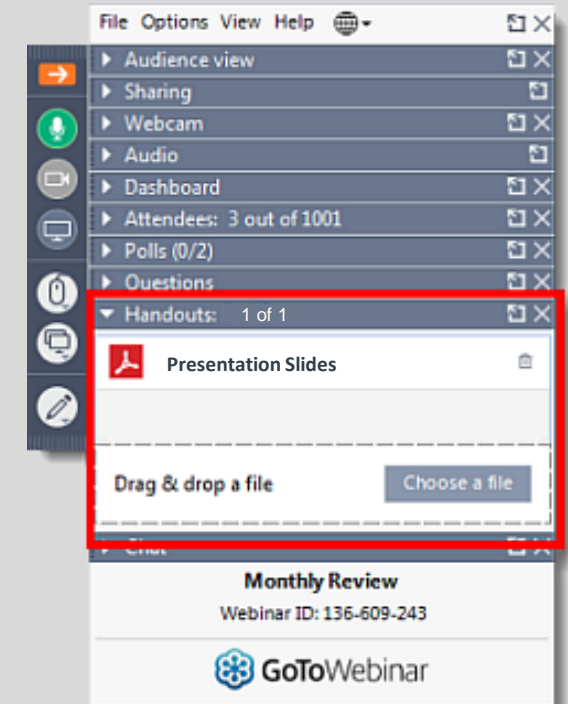 File Options View Help
Audience view
Sharing
Webcam
Audio
Dashboard
Attendees: 3 out of 1001
Polls (0/2)
Questions
Handouts: 1 of 1
Presentation Slides
Drag & drop a file
Choose a file
Chat
Monthly Review
Webinar ID: 136-609-243
GoToWebinar